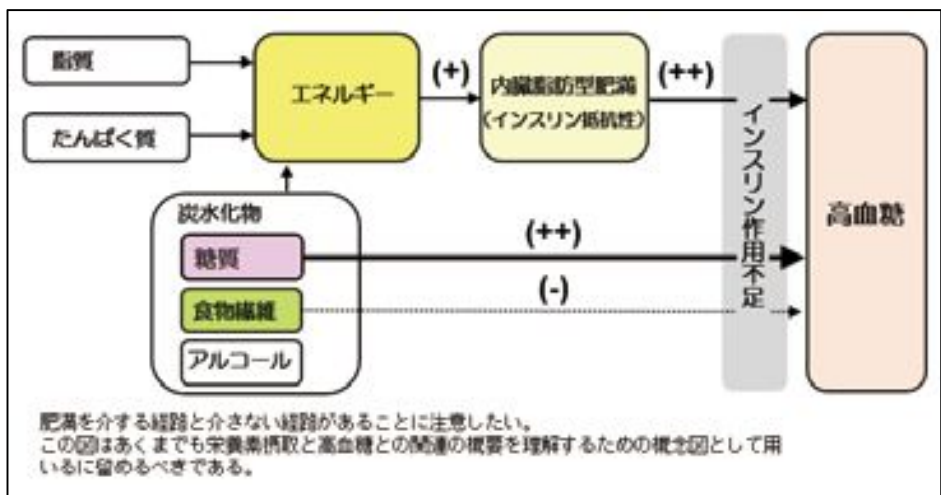 脂質
たんぱく質
エネルギー
(+)
内臓脂肪型肥満
(インスリン抵抗性)
(++)
インスリン作用不足
高血糖
炭水化物
糖質
(++)
食物繊維
(-)
アルコール
肥満を介する経路と介さない経路があることに注意したい。
この図はあくまでも栄養素摂取と高血糖との関連の概要を理解するための概念図として用
いるに留めるべきである。